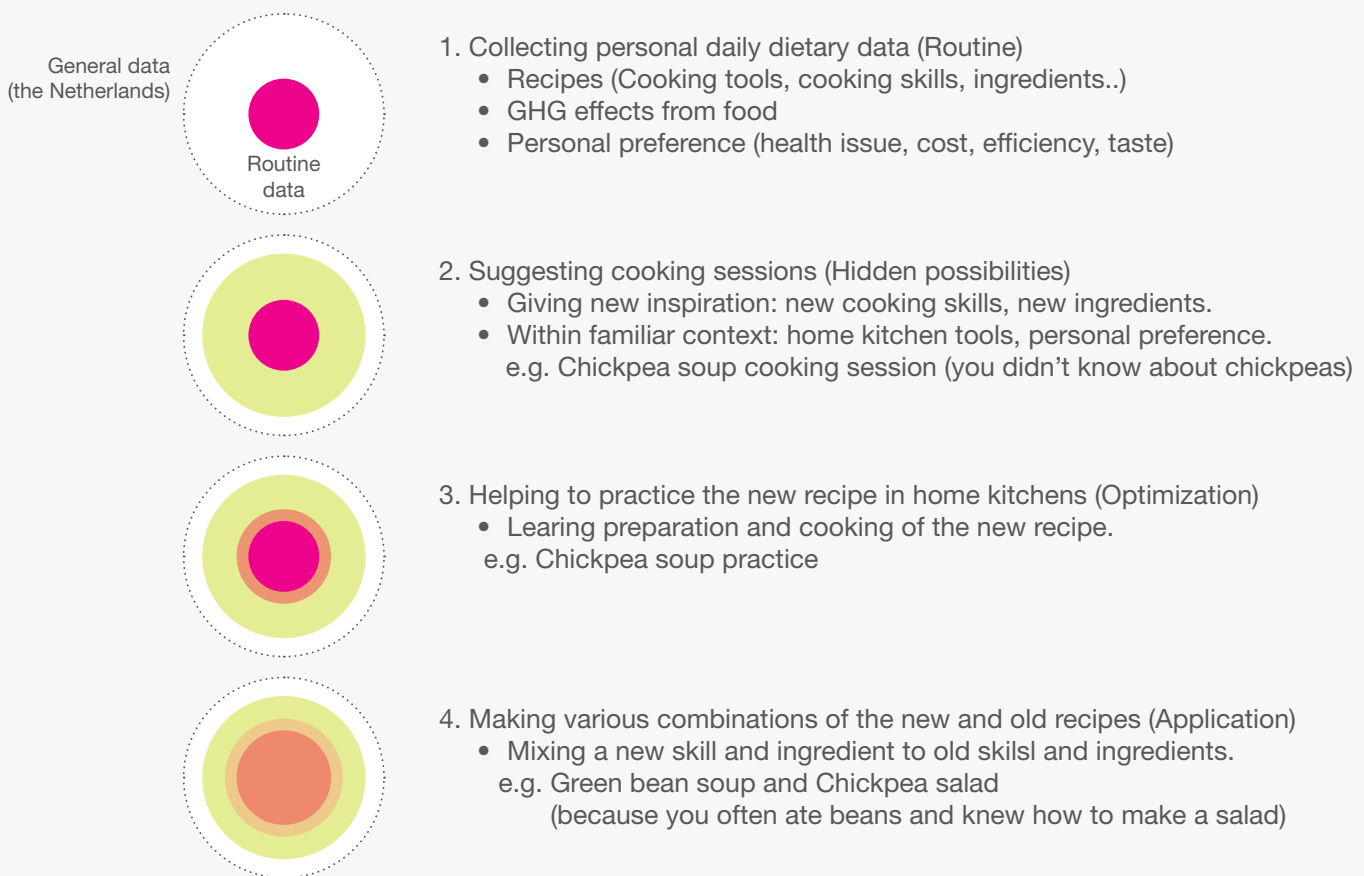 General data
(the Netherlands)
Routine
data
1. Collecting personal daily dietary data (Routine)
• Recipes (Cooking tools, cooking skills, ingredients..)
• GHG effects from food
• Personal preference (health issue, cost, efficiency, taste)
2. Suggesting cooking sessions (Hidden possibilities)
• Giving new inspiration: new cooking skills, new ingredients.
• Within familiar context: home kitchen tools, personal preference.
e.g. Chickpea soup cooking session (you didn’t know about chickpeas)
3. Helping to practice the new recipe in home kitchens (Optimization)
• Learing preparation and cooking of the new recipe.
e.g. Chickpea soup practice
4. Making various combinations of the new and old recipes (Application)
• Mixing a new skill and ingredient to old skilsl and ingredients.
e.g. Green bean soup and Chickpea salad
(because you often ate beans and knew how to make a salad)